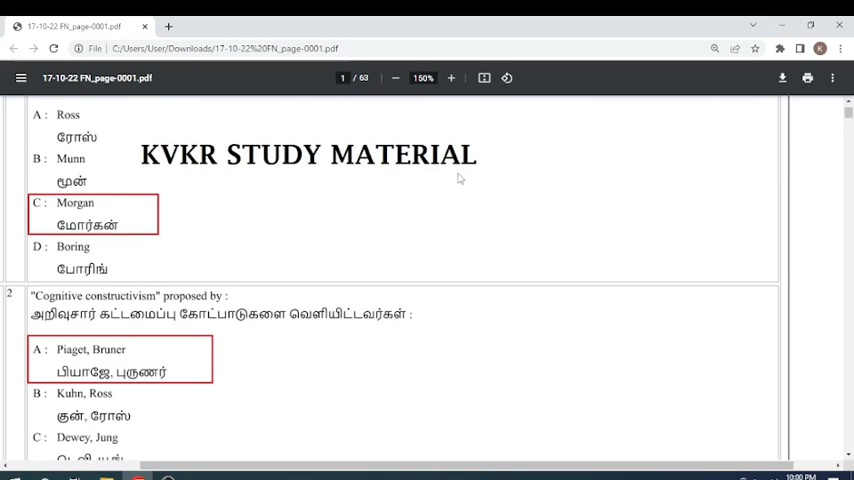 17-10-22 FN_page-0001.pdf
File C:/Users/User/Downloads/17-10-22%20FN_page-0001.pdf
K
17-10-22 FN_page-0001.pdf
1 / 63
150%
A : Ross
ரோஸ்
B : Munn
KVKR STUDY MATERIAL
மூன்
C : Morgan
மோர்கன்
D : Boring
போரிங்
2 "Cognitive constructivism" proposed by :
அறிவுசார் கட்டமைப்பு கோட்பாடுகளை வெளியிட்டவர்கள் :
A : Piaget, Bruner
பியாஜே, புருணர்
B : Kuhn, Ross
குன், ரோஸ்
C : Dewey, Jung
10:00 PM